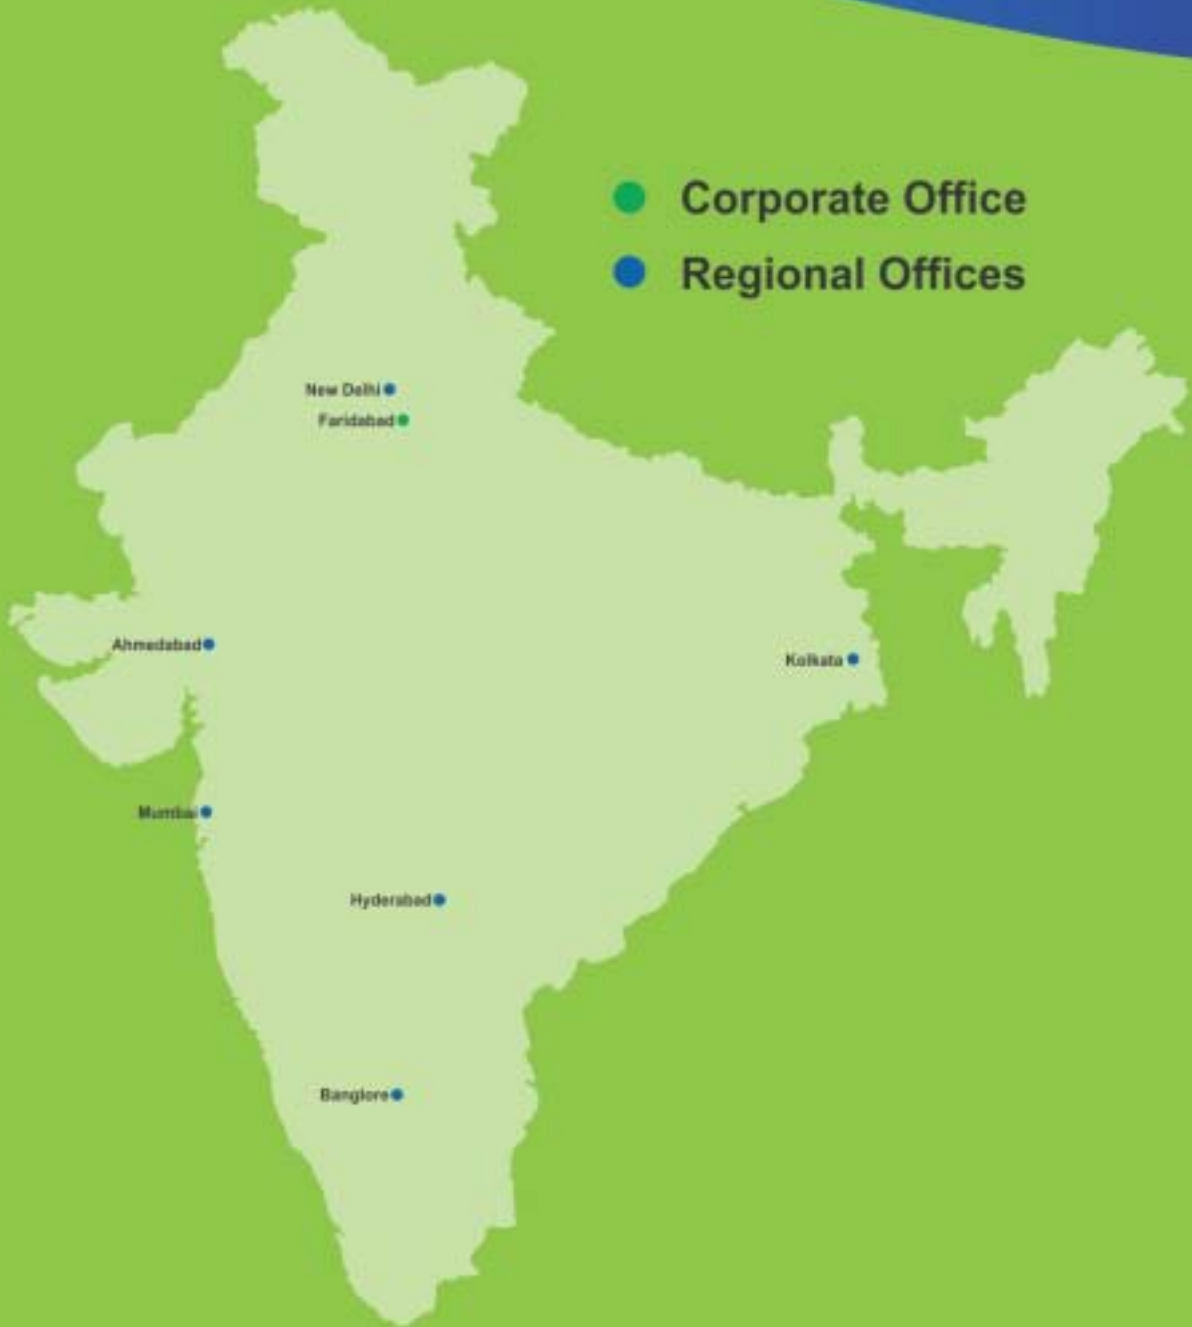 Corporate Office
Regional Offices
New Delhi
Faridabad
Ahmedabad
Kolkata
Mumbai
Hyderabad
Banglore